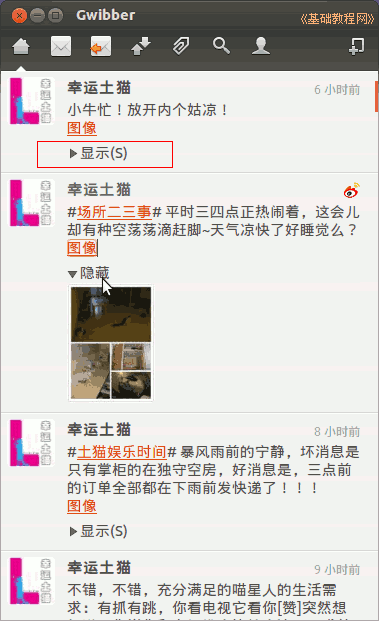 Gwibber
《基础教程网》
幸运土猫
6 小时前
小牛忙！放开内个姑凉！
图像
显示(S)
幸运土猫
#场所二三事# 平时三四点正热闹着，这会儿
却有种空荡荡滴赶脚~天气凉快了好睡觉么？
图像
隐藏
幸运土猫
8 小时前
#土猫娱乐时间# 暴风雨前的宁静，坏消息是
只有掌柜的在独守空房，好消息是，三点前
的订单全部都在下雨前发快递了！！！
图像
显示(S)
幸运土猫
9 小时前
不错，不错，充分满足的喵星人的生活需
求：有抓有跳，你看电视它看你[赞]突然想